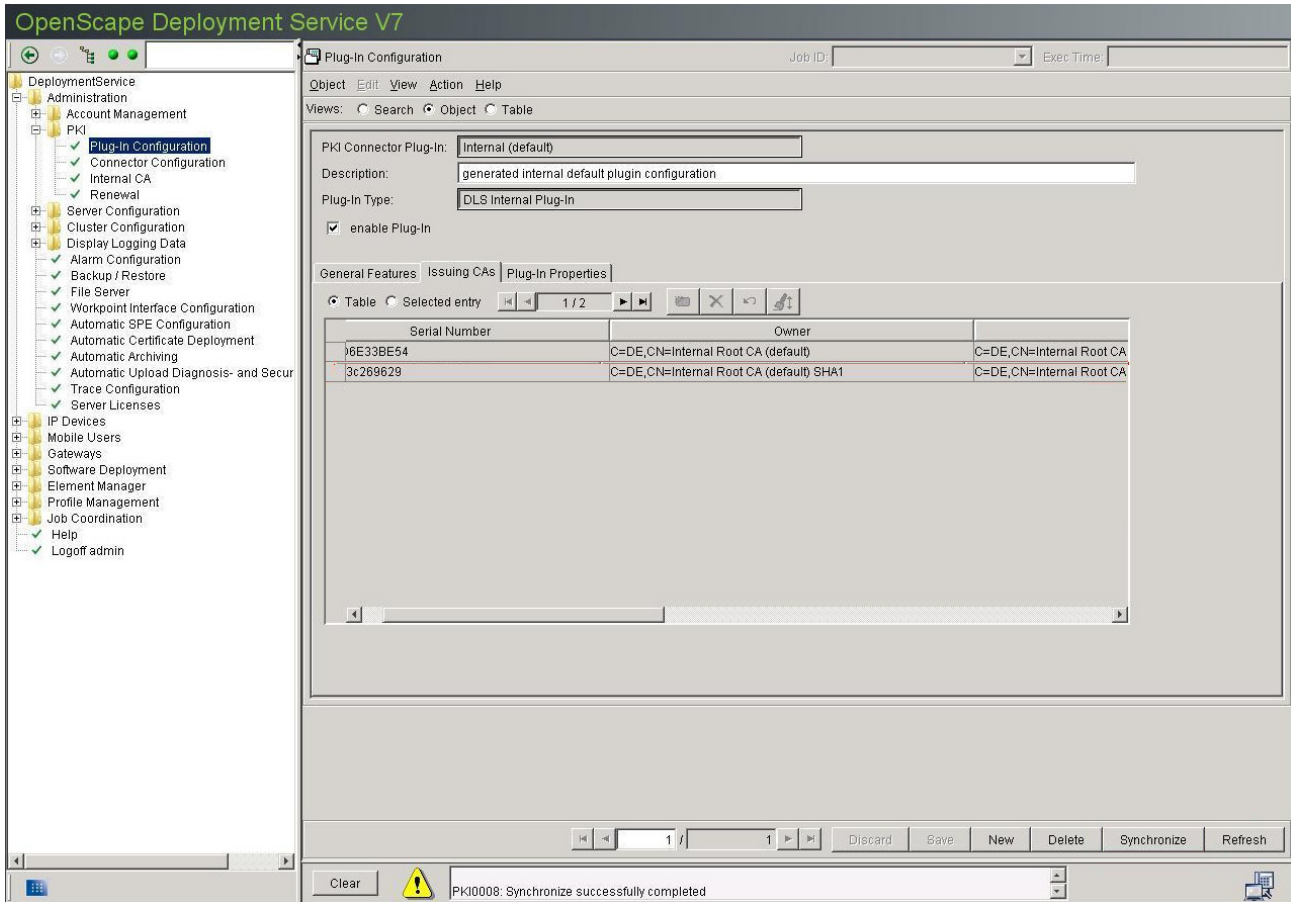 OpenScape Deployment Service V7
DeploymentService
Administration
Account Management
PKI
Plug-In Configuration
Connector Configuration
Internal CA
Renewal
Server Configuration
Cluster Configuration
Display Logging Data
Alarm Configuration
Backup / Restore
File Server
Workpoint Interface Configuration
Automatic SPE Configuration
Automatic Certificate Deployment
Automatic Archiving
Automatic Upload Diagnosis- and Secur
Trace Configuration
Server Licenses
IP Devices
Mobile Users
Gateways
Software Deployment
Element Manager
Profile Management
Job Coordination
Help
Logoff admin
Plug-In Configuration Job ID: Exec Time:
Object Edit View Action Help
Views: Search Object Table
PKI Connector Plug-In: Internal (default)
Description: generated internal default plugin configuration
Plug-In Type: DLS Internal Plug-In
enable Plug-In
General Features Issuing CAs Plug-In Properties
Table Selected entry 1 / 2
Serial Number Owner
6E33BE54 C=DE,CN=Internal Root CA (default) C=DE,CN=Internal Root CA
3c269629 C=DE,CN=Internal Root CA (default) SHA1 C=DE,CN=Internal Root CA
1 / 1 Discard Save New Delete Synchronize Refresh
Clear PKI0008: Synchronize successfully completed